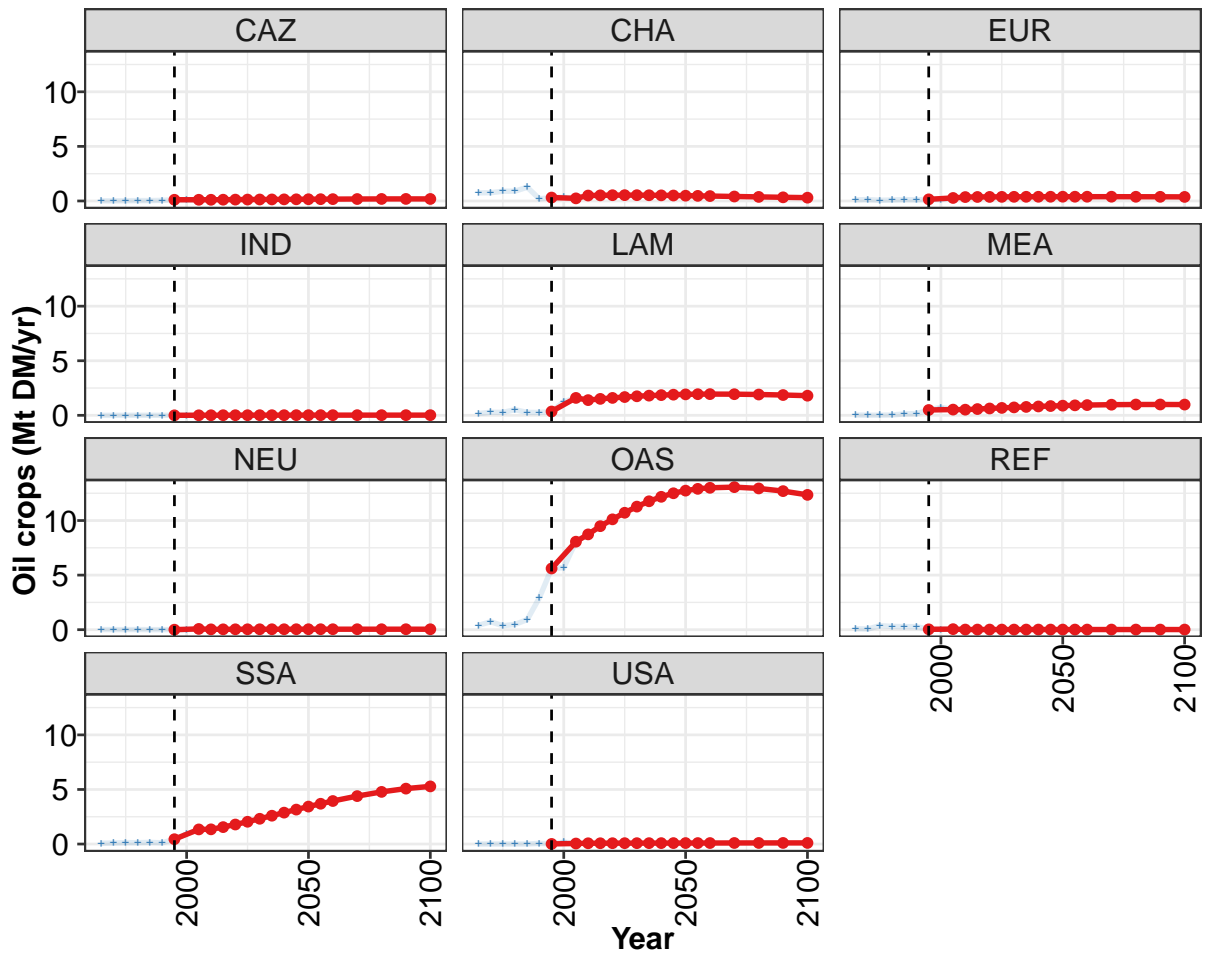 CAZ CHA EUR
10
5
0
IND LAM MEA
10
5
0
NEU OAS REF
10
5
0
2000 2050 2100
SSA USA
10
5
0
2000 2050 2100 2000 2050 2100
Year
Oil crops (Mt DM/yr)